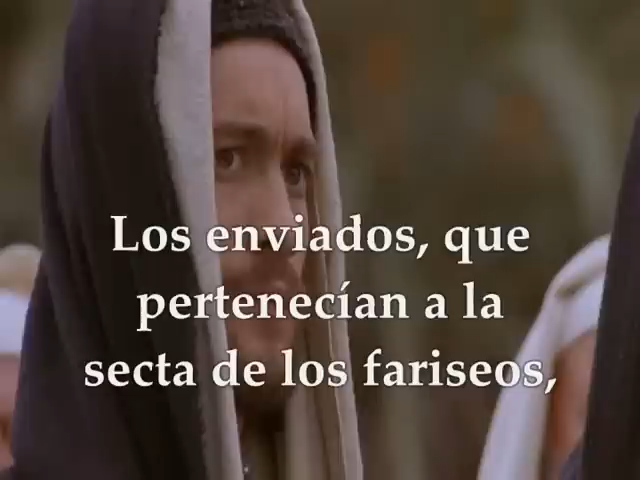 Los enviados, que
pertenecían a la
secta de los fariseos,